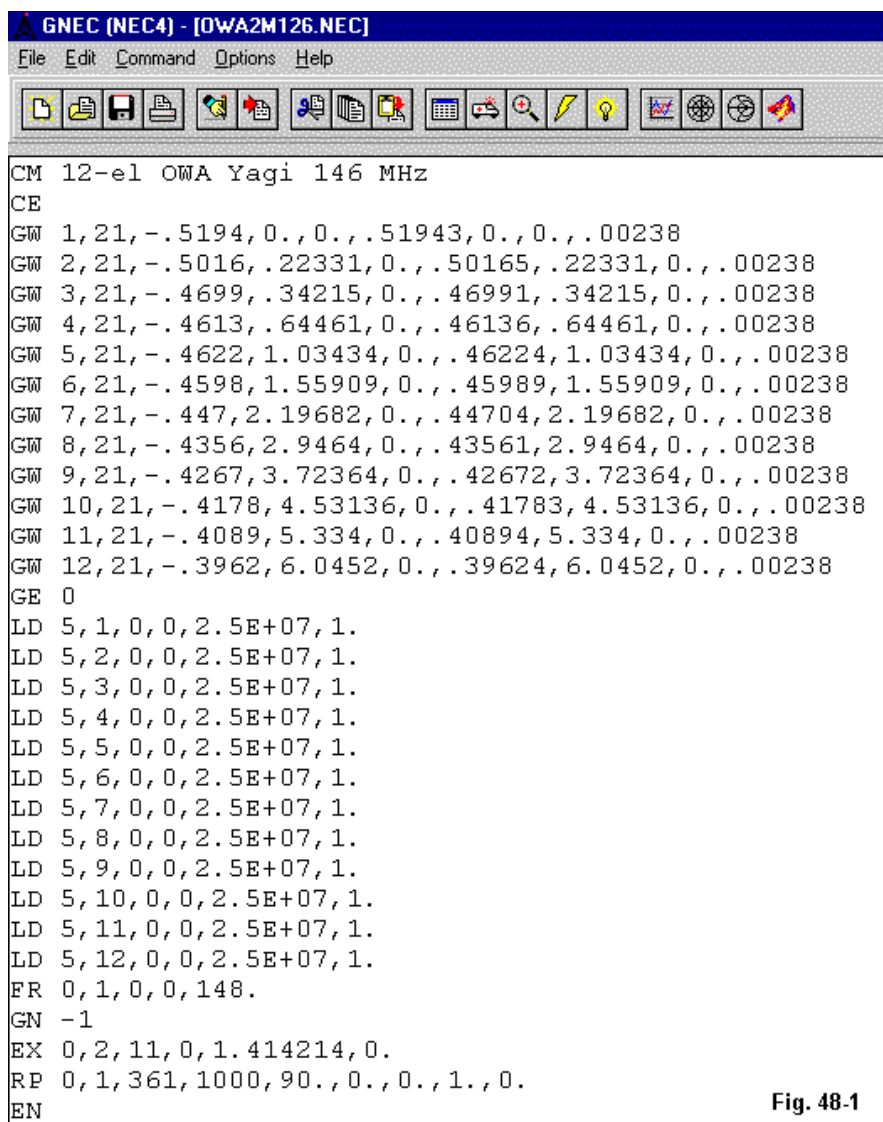 GNEC (NEC4) - [OWA2M126.NEC]
File Edit Command Options Help
CM 12-el OWA Yagi 146 MHz
CE
GW 1,21,-.5194,0.,0.,.51943,0.,0.,.00238
GW 2,21,-.5016,.22331,0.,.50165,.22331,0.,.00238
GW 3,21,-.4699,.34215,0.,.46991,.34215,0.,.00238
GW 4,21,-.4613,.64461,0.,.46136,.64461,0.,.00238
GW 5,21,-.4622,1.03434,0.,.46224,1.03434,0.,.00238
GW 6,21,-.4598,1.55909,0.,.45989,1.55909,0.,.00238
GW 7,21,-.447,2.19682,0.,.44704,2.19682,0.,.00238
GW 8,21,-.4356,2.9464,0.,.43561,2.9464,0.,.00238
GW 9,21,-.4267,3.72364,0.,.42672,3.72364,0.,.00238
GW 10,21,-.4178,4.53136,0.,.41783,4.53136,0.,.00238
GW 11,21,-.4089,5.334,0.,.40894,5.334,0.,.00238
GW 12,21,-.3962,6.0452,0.,.39624,6.0452,0.,.00238
GE 0
LD 5,1,0,0,2.5E+07,1.
LD 5,2,0,0,2.5E+07,1.
LD 5,3,0,0,2.5E+07,1.
LD 5,4,0,0,2.5E+07,1.
LD 5,5,0,0,2.5E+07,1.
LD 5,6,0,0,2.5E+07,1.
LD 5,7,0,0,2.5E+07,1.
LD 5,8,0,0,2.5E+07,1.
LD 5,9,0,0,2.5E+07,1.
LD 5,10,0,0,2.5E+07,1.
LD 5,11,0,0,2.5E+07,1.
LD 5,12,0,0,2.5E+07,1.
FR 0,1,0,0,148.
GN -1
EX 0,2,11,0,1.414214,0.
RP 0,1,361,1000,90.,0.,0.,1.,0.
EN
Fig. 48-1